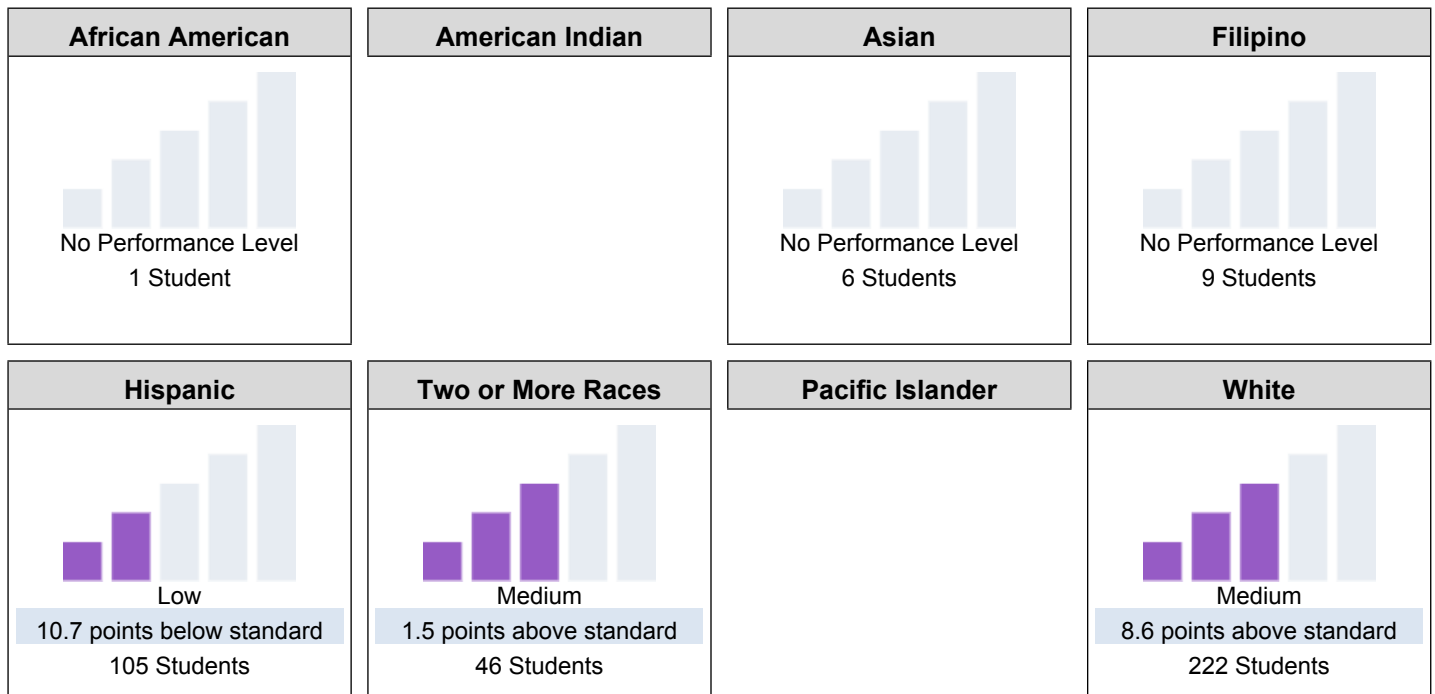 African American
American Indian
Asian
Filipino
No Performance Level
1 Student
No Performance Level
6 Students
No Performance Level
9 Students
Hispanic
Two or More Races
Pacific Islander
White
Low
10.7 points below standard
105 Students
Medium
1.5 points above standard
46 Students
Medium
8.6 points above standard
222 Students